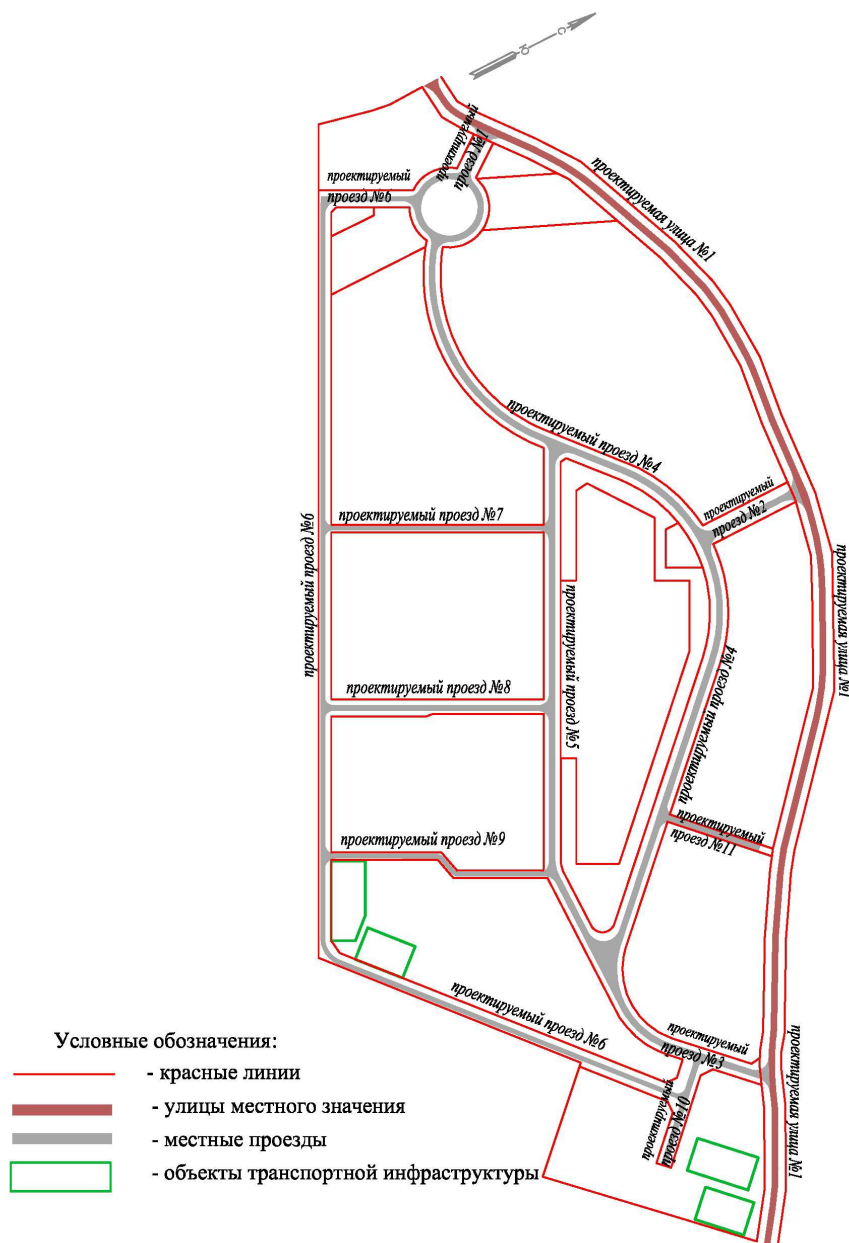 С
Ю
проектируемый
проезд №1
проектируемая улица №1
проектируемый
проезд №6
проектируемый проезд №4
проектируемый
проезд №2
проектируемый проезд №7
проектируемый проезд №6
проектируемый проезд №5
проектируемая улица №1
проектируемый проезд №4
проектируемый проезд №8
проектируемый
проезд №11
проектируемый проезд №9
проектируемый проезд №6
проектируемый
проезд №3
проектируемый
проезд №10
проектируемая улица №1
Условные обозначения:
- красные линии
- улицы местного значения
- местные проезды
- объекты транспортной инфраструктуры